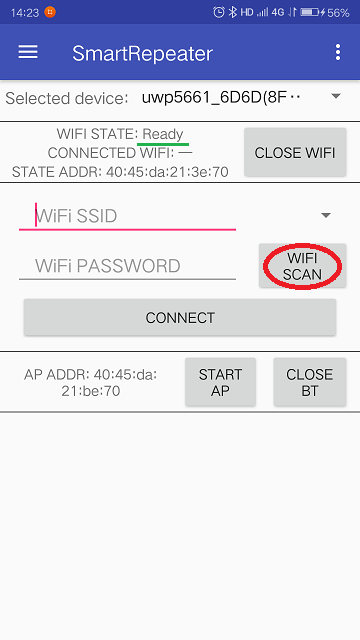 14:23 HD 4G 56%
SmartRepeater
Selected device: uwp5661_6D6D(8F··
WIFI STATE: Ready
CONNECTED WIFI: —
STATE ADDR: 40:45:da:21:3e:70
CLOSE WIFI
WiFi SSID
WiFi PASSWORD
WIFI
SCAN
CONNECT
AP ADDR: 40:45:da:
21:be:70
START
AP
CLOSE
BT